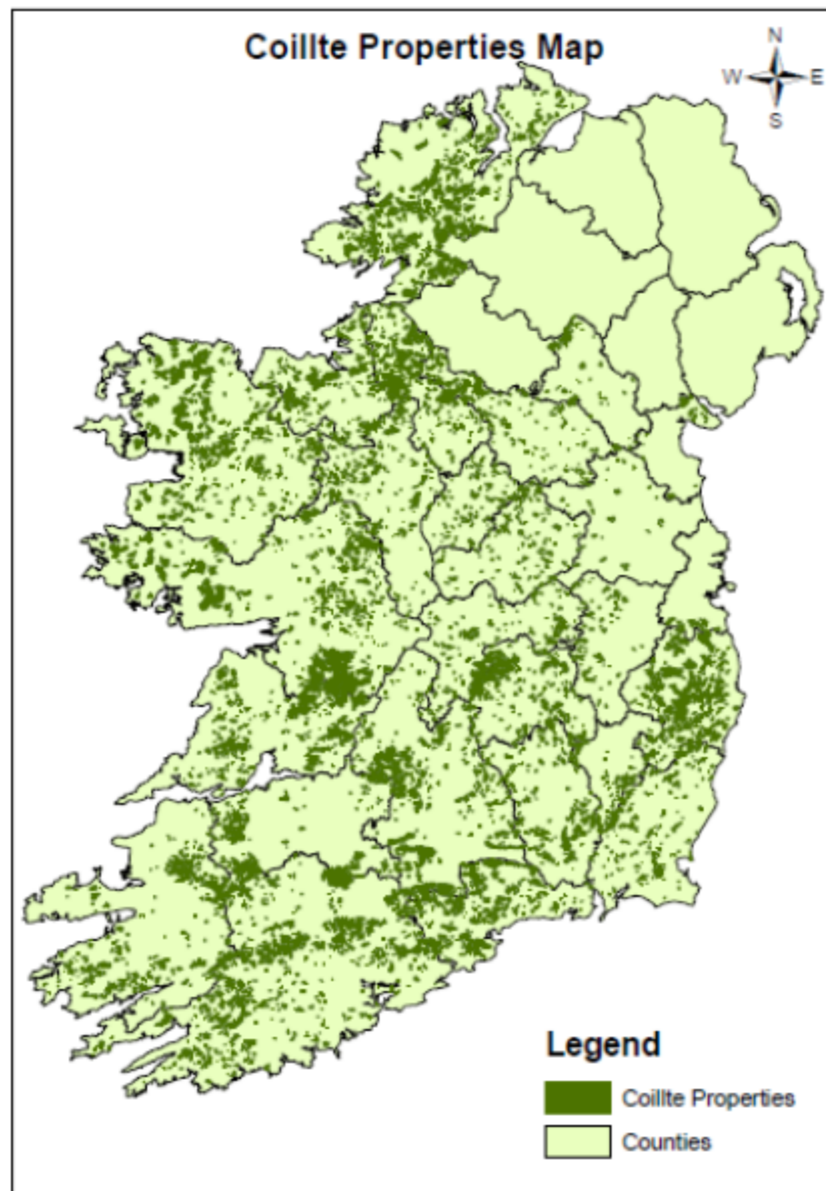 Coillte Properties Map
N
W E
S
Legend
Coillte Properties
Counties